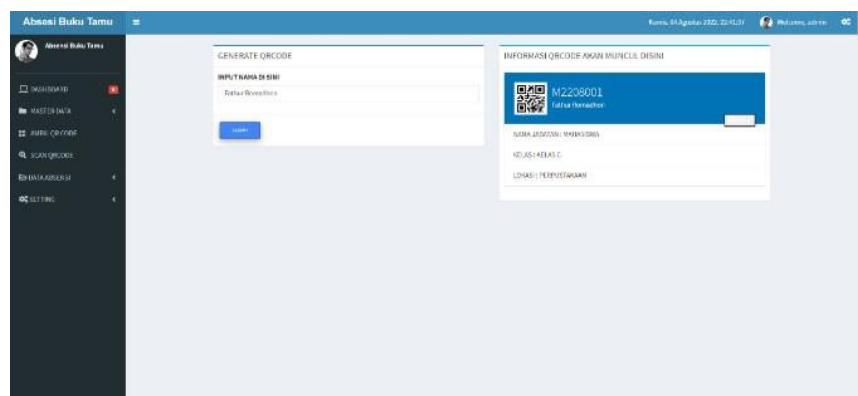 Absesi Buku Tamu
Kamis, 04 Agustus 2022, 22:41:37
Welcome, admin
Absensi Buku Tamu
DASHBOARD
MASTER DATA
AMBIL QR CODE
SCAN QRCODE
DATA ABSENSI
SETTING
GENERATE QRCODE
INPUT NAMA DI SINI
Fathur Romadhon
INFORMASI QRCODE AKAN MUNCUL DISINI
M2208001
Fathur Romadhon
NAMA JABATAN : MAHASISWA
KELAS : KELAS C
LOKASI : PERPUSTAKAAN